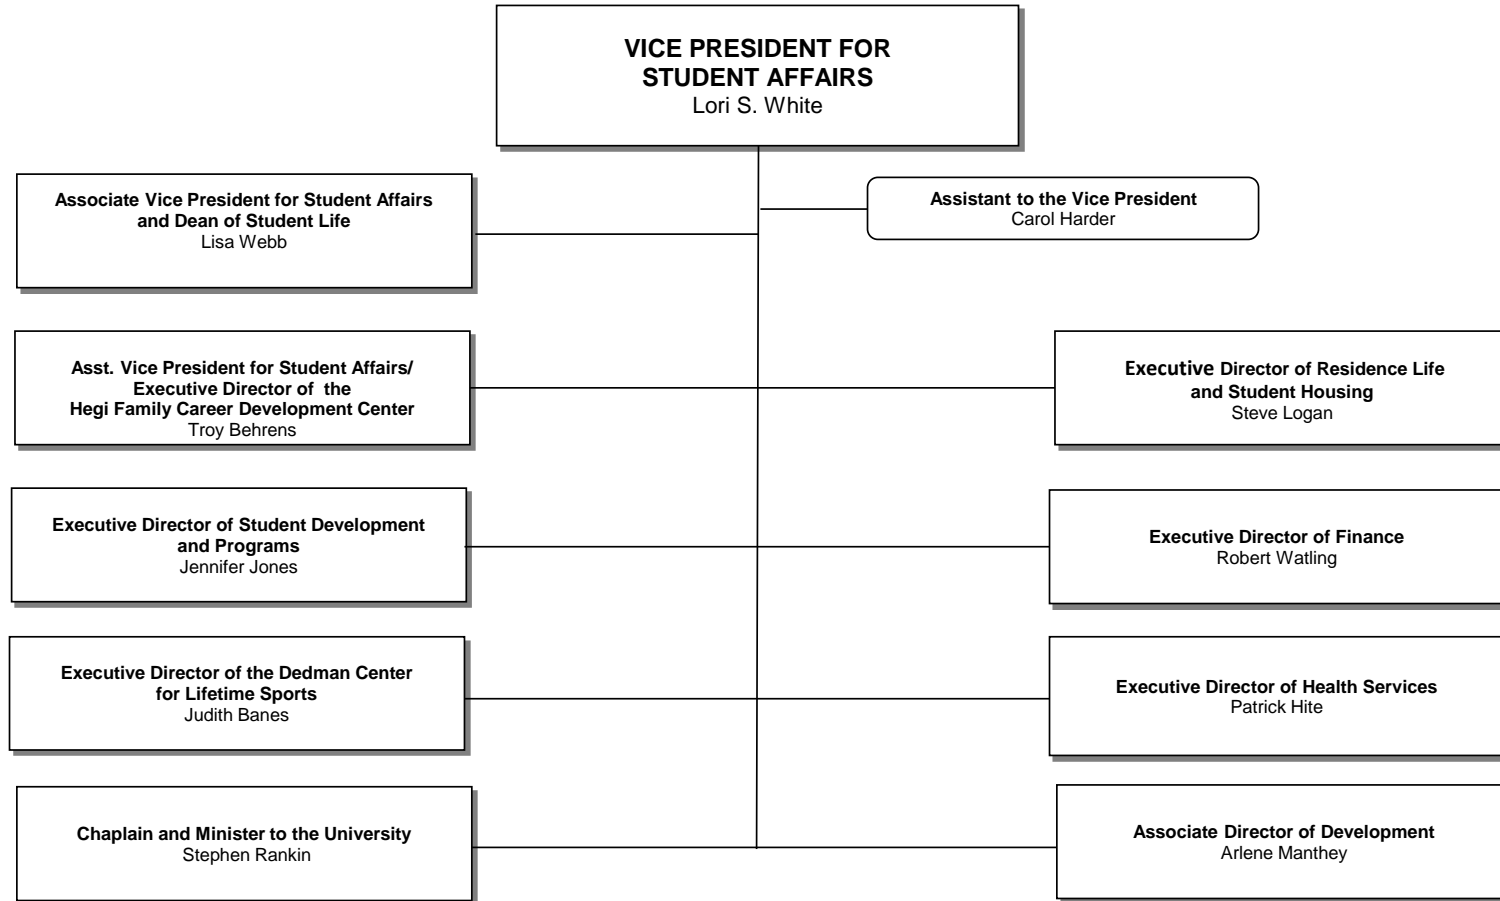 VICE PRESIDENT FOR
STUDENT AFFAIRS
Lori S. White
Associate Vice President for Student Affairs
and Dean of Student Life
Lisa Webb
Assistant to the Vice President
Carol Harder
Asst. Vice President for Student Affairs/
Executive Director of the
Hegi Family Career Development Center
Troy Behrens
Executive Director of Residence Life
and Student Housing
Steve Logan
Executive Director of Student Development
and Programs
Jennifer Jones
Executive Director of Finance
Robert Watling
Executive Director of the Dedman Center
for Lifetime Sports
Judith Banes
Executive Director of Health Services
Patrick Hite
Chaplain and Minister to the University
Stephen Rankin
Associate Director of Development
Arlene Manthey